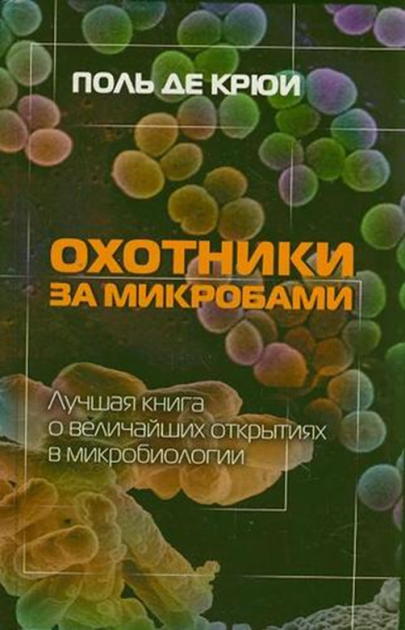 ПОЛЬ ДЕ КРЮИ
ОХОТНИКИ
ЗА МИКРОБАМИ
Лучшая книга
о величайших открытиях
в микробиологии